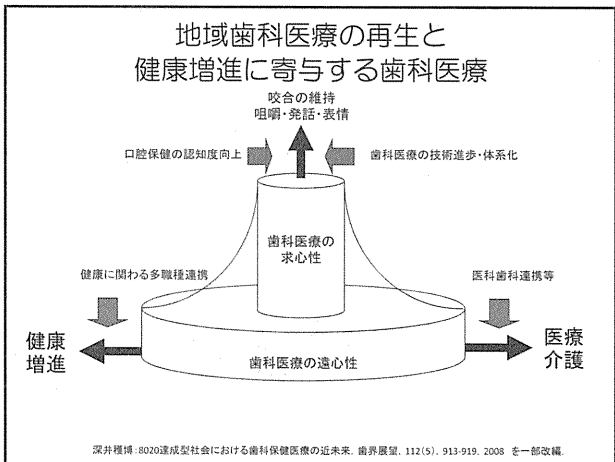 地域歯科医療の再生と
健康増進に寄与する歯科医療
咬合の維持
咀嚼・発話・表情
口腔保健の認知度向上
歯科医療の技術進歩・体系化
歯科医療の
求心性
健康に関わる多職種連携
医科歯科連携等
健康
増進
歯科医療の遠心性
医療
介護
深井穫博:8020達成型社会における歯科保健医療の近未来, 歯界展望, 112(5), 913-919, 2008 を一部改編.